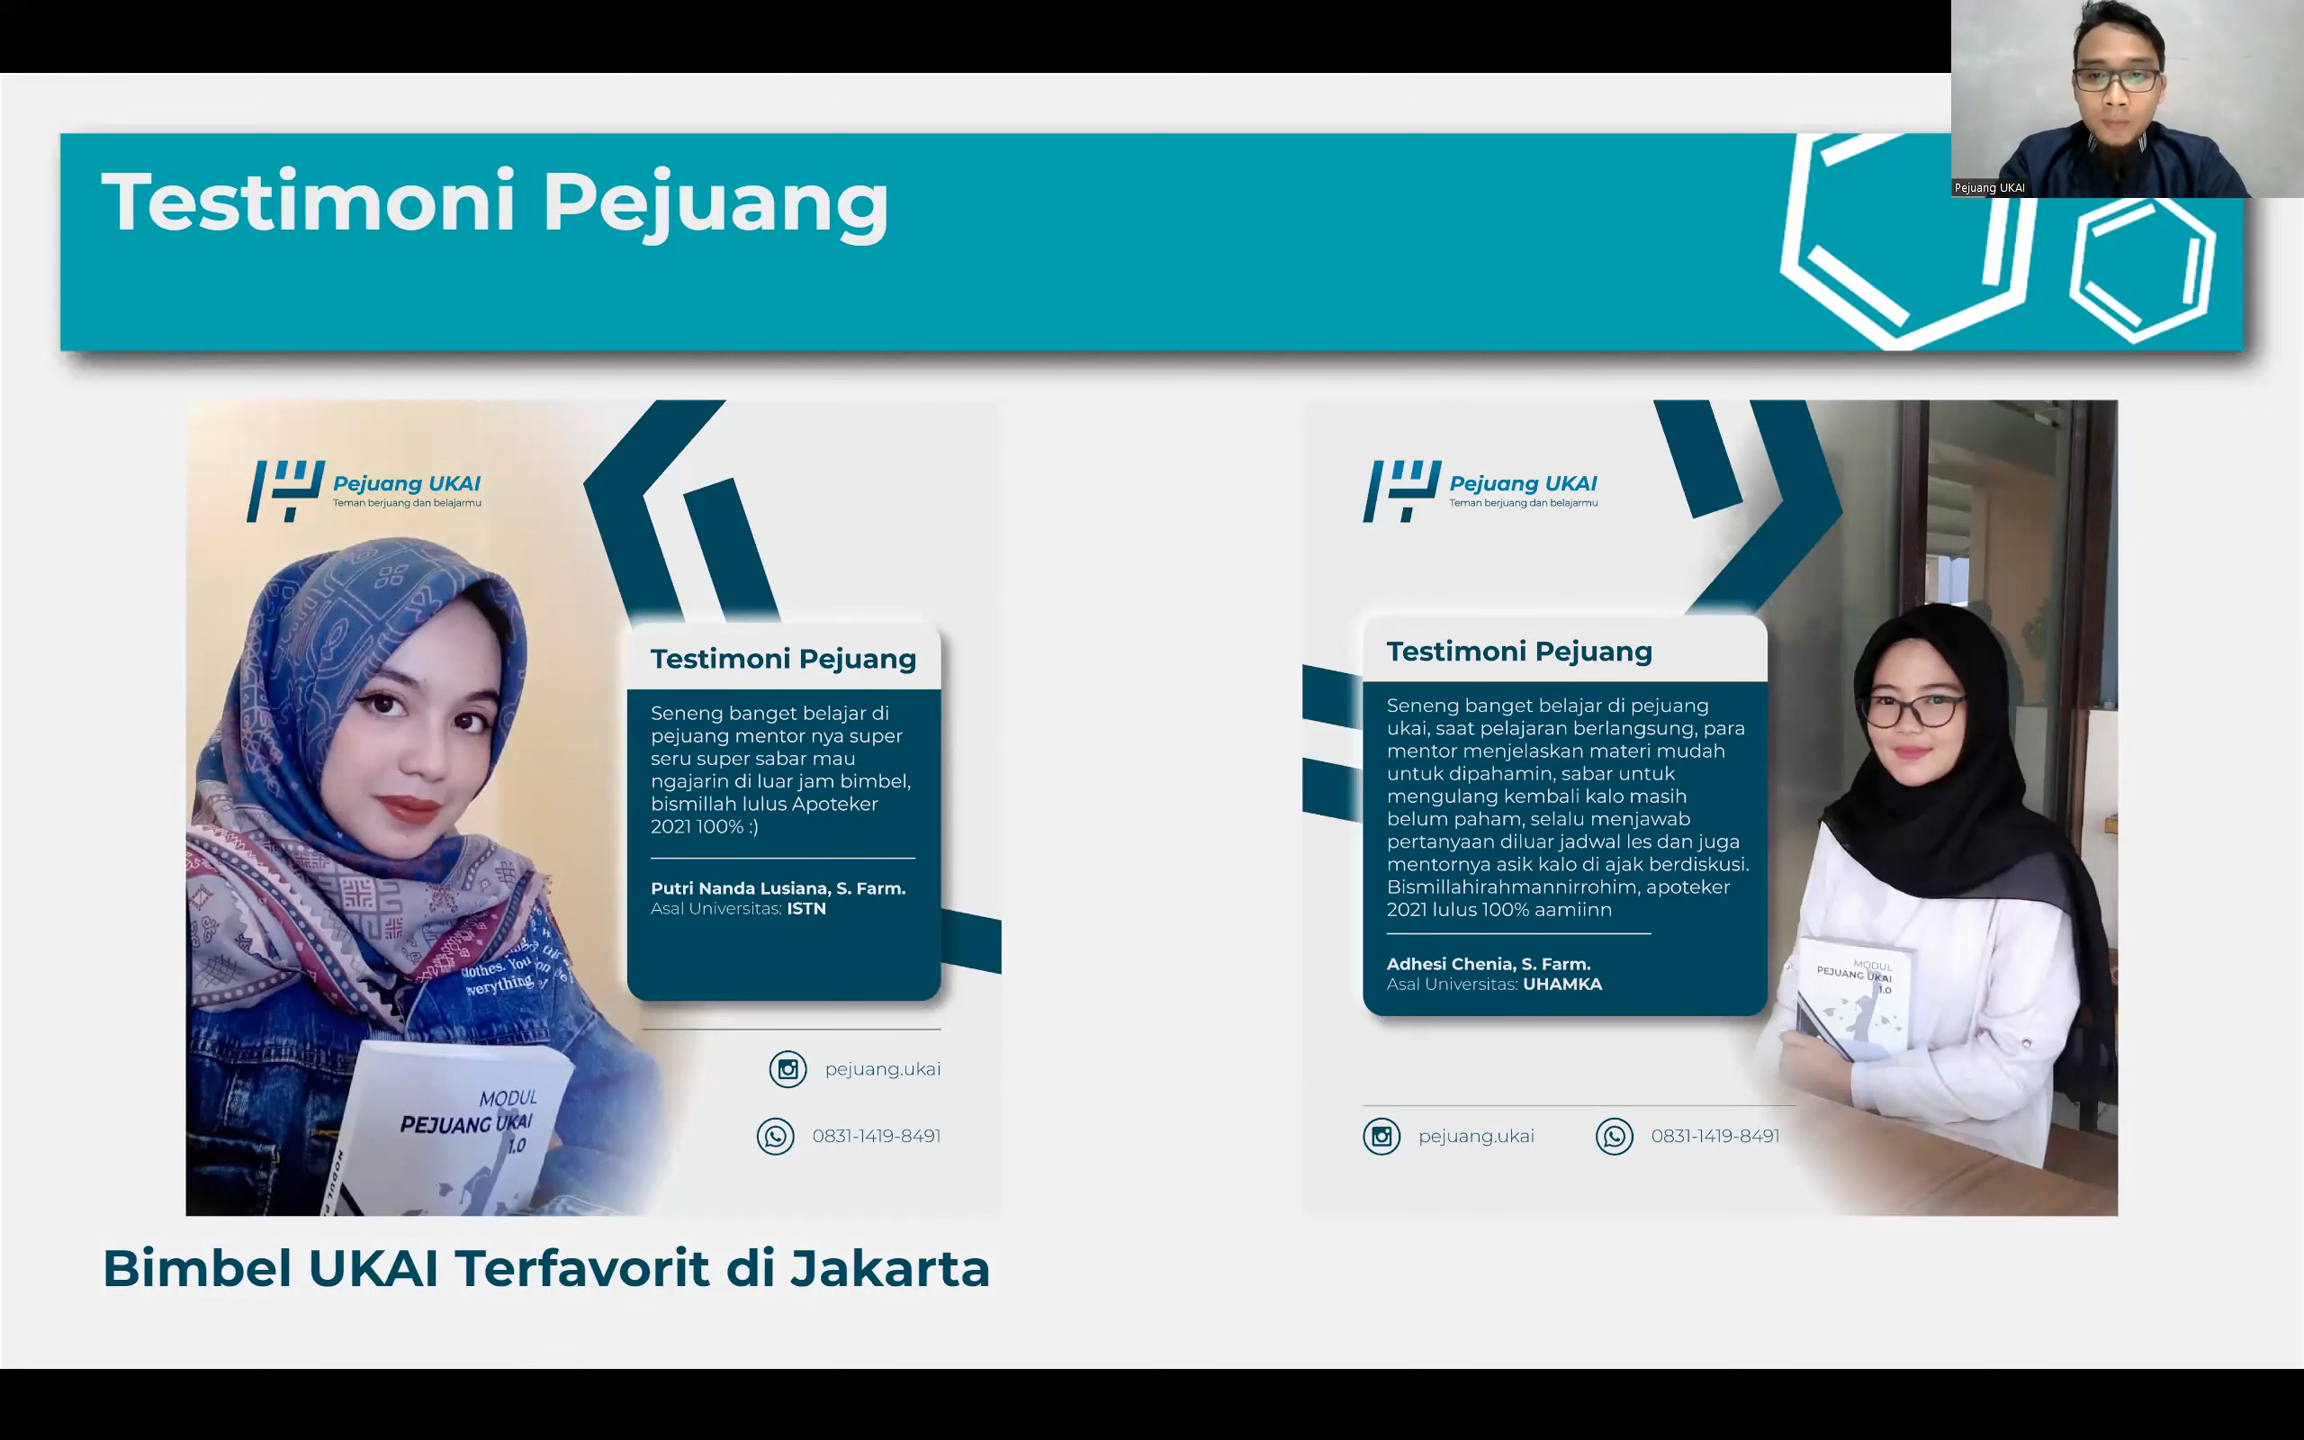 Pejuang UKAI
Testimoni Pejuang
Pejuang UKAI
Teman berjuang dan belajarmu
Testimoni Pejuang
Seneng banget belajar di
pejuang mentor nya super
seru super sabar mau
ngajarin di luar jam bimbel,
bismillah lulus Apoteker
2021 100% :)
Putri Nanda Lusiana, S. Farm.
Asal Universitas: ISTN
pejuang.ukai
0831-1419-8491
MODUL
PEJUANG UKAI
1.0
Pejuang UKAI
Teman berjuang dan belajarmu
Testimoni Pejuang
Seneng banget belajar di pejuang
ukai, saat pelajaran berlangsung, para
mentor menjelaskan materi mudah
untuk dipahamin, sabar untuk
mengulang kembali kalo masih
belum paham, selalu menjawab
pertanyaan diluar jadwal les dan juga
mentornya asik kalo di ajak berdiskusi.
Bismillahirahmannirrohim, apoteker
2021 lulus 100% aamiinn
Adhesi Chenia, S. Farm.
Asal Universitas: UHAMKA
pejuang.ukai
0831-1419-8491
MODUL
PEJUANG UKAI
1.0
Bimbel UKAI Terfavorit di Jakarta